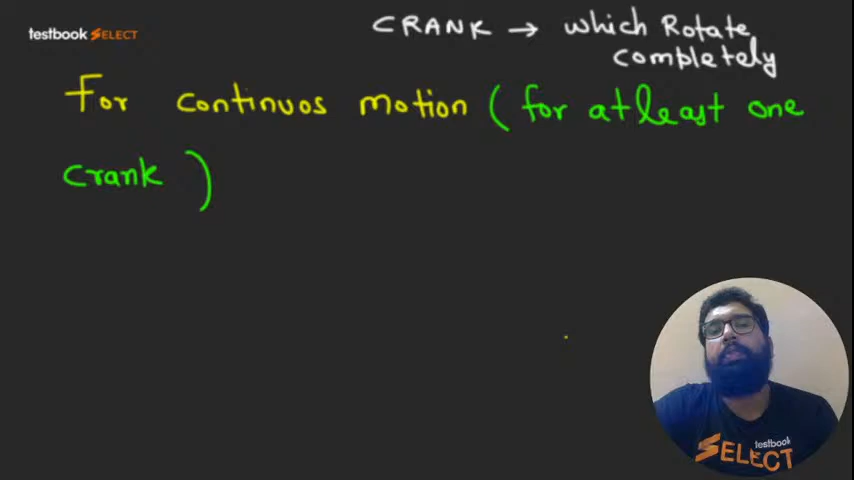 testbook SELECT
CRANK → which Rotate
completely
For continuos motion (for atleast one
crank)
testbook
SELECT